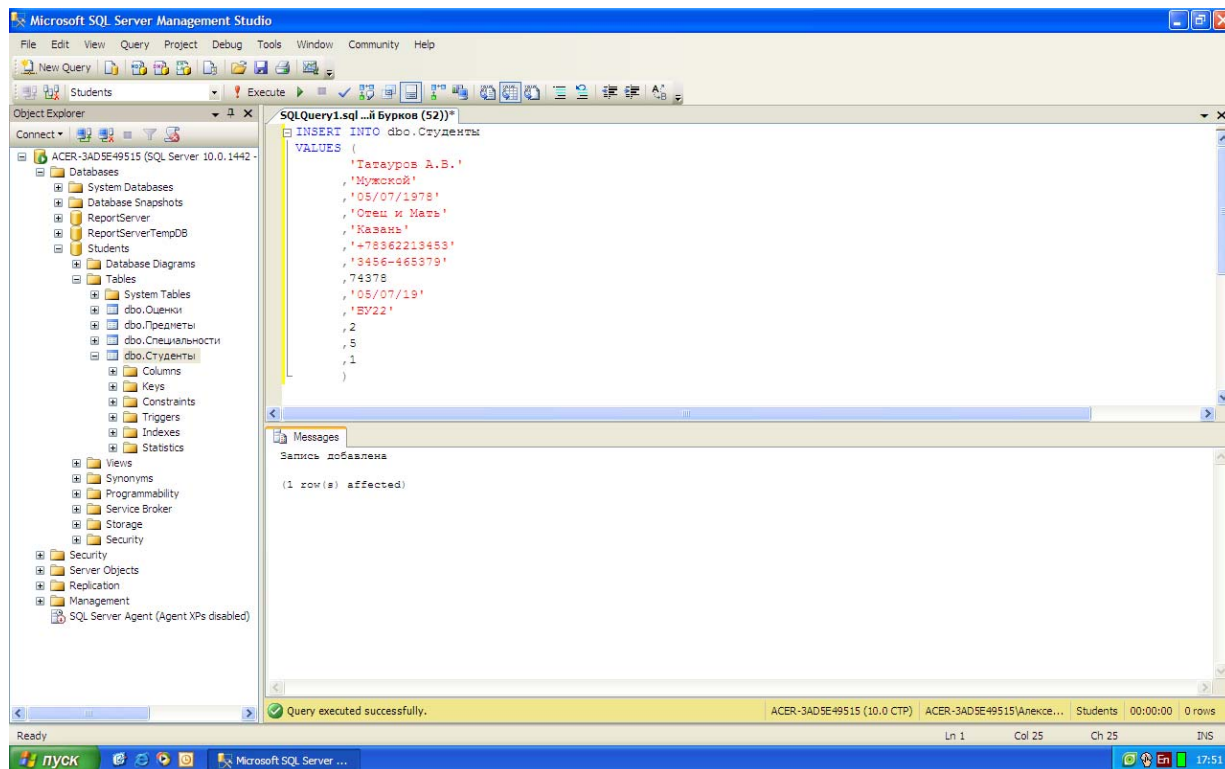 Microsoft SQL Server Management Studio
File Edit View Query Project Debug Tools Window Community Help
New Query
Students Execute
Object Explorer
Connect
ACER-3AD5E49515 (SQL Server 10.0.1442 -
Databases
System Databases
Database Snapshots
ReportServer
ReportServerTempDB
Students
Database Diagrams
Tables
System Tables
dbo.Оценки
dbo.Предметы
dbo.Специальности
dbo.Студенты
Columns
Keys
Constraints
Triggers
Indexes
Statistics
Views
Synonyms
Programmability
Service Broker
Storage
Security
Security
Server Objects
Replication
Management
SQL Server Agent (Agent XPs disabled)
SQLQuery1.sql ...й Бурков (52))*
INSERT INTO dbo.Студенты
VALUES (
'Татауров А.В.'
,'Мужской'
,'05/07/1978'
,'Отец и Мать'
,'Казань'
,'+78362213453'
,'3456-465379'
,74378
,'05/07/19'
,'БУ22'
,2
,5
,1
)
Messages
Запись добавлена
(1 row(s) affected)
Query executed successfully. ACER-3AD5E49515 (10.0 CTP) ACER-3AD5E49515\Алексе... Students 00:00:00 0 rows
Ready Ln 1 Col 25 Ch 25 INS
пуск Microsoft SQL Server ... En 17:51